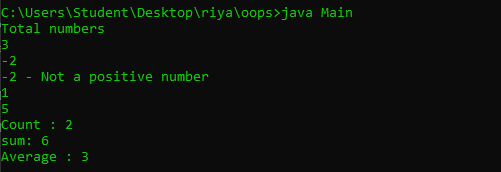 C:\Users\Student\Desktop\riya\oops>java Main
Total numbers
3
-2
-2 - Not a positive number
1
5
Count : 2
sum: 6
Average : 3